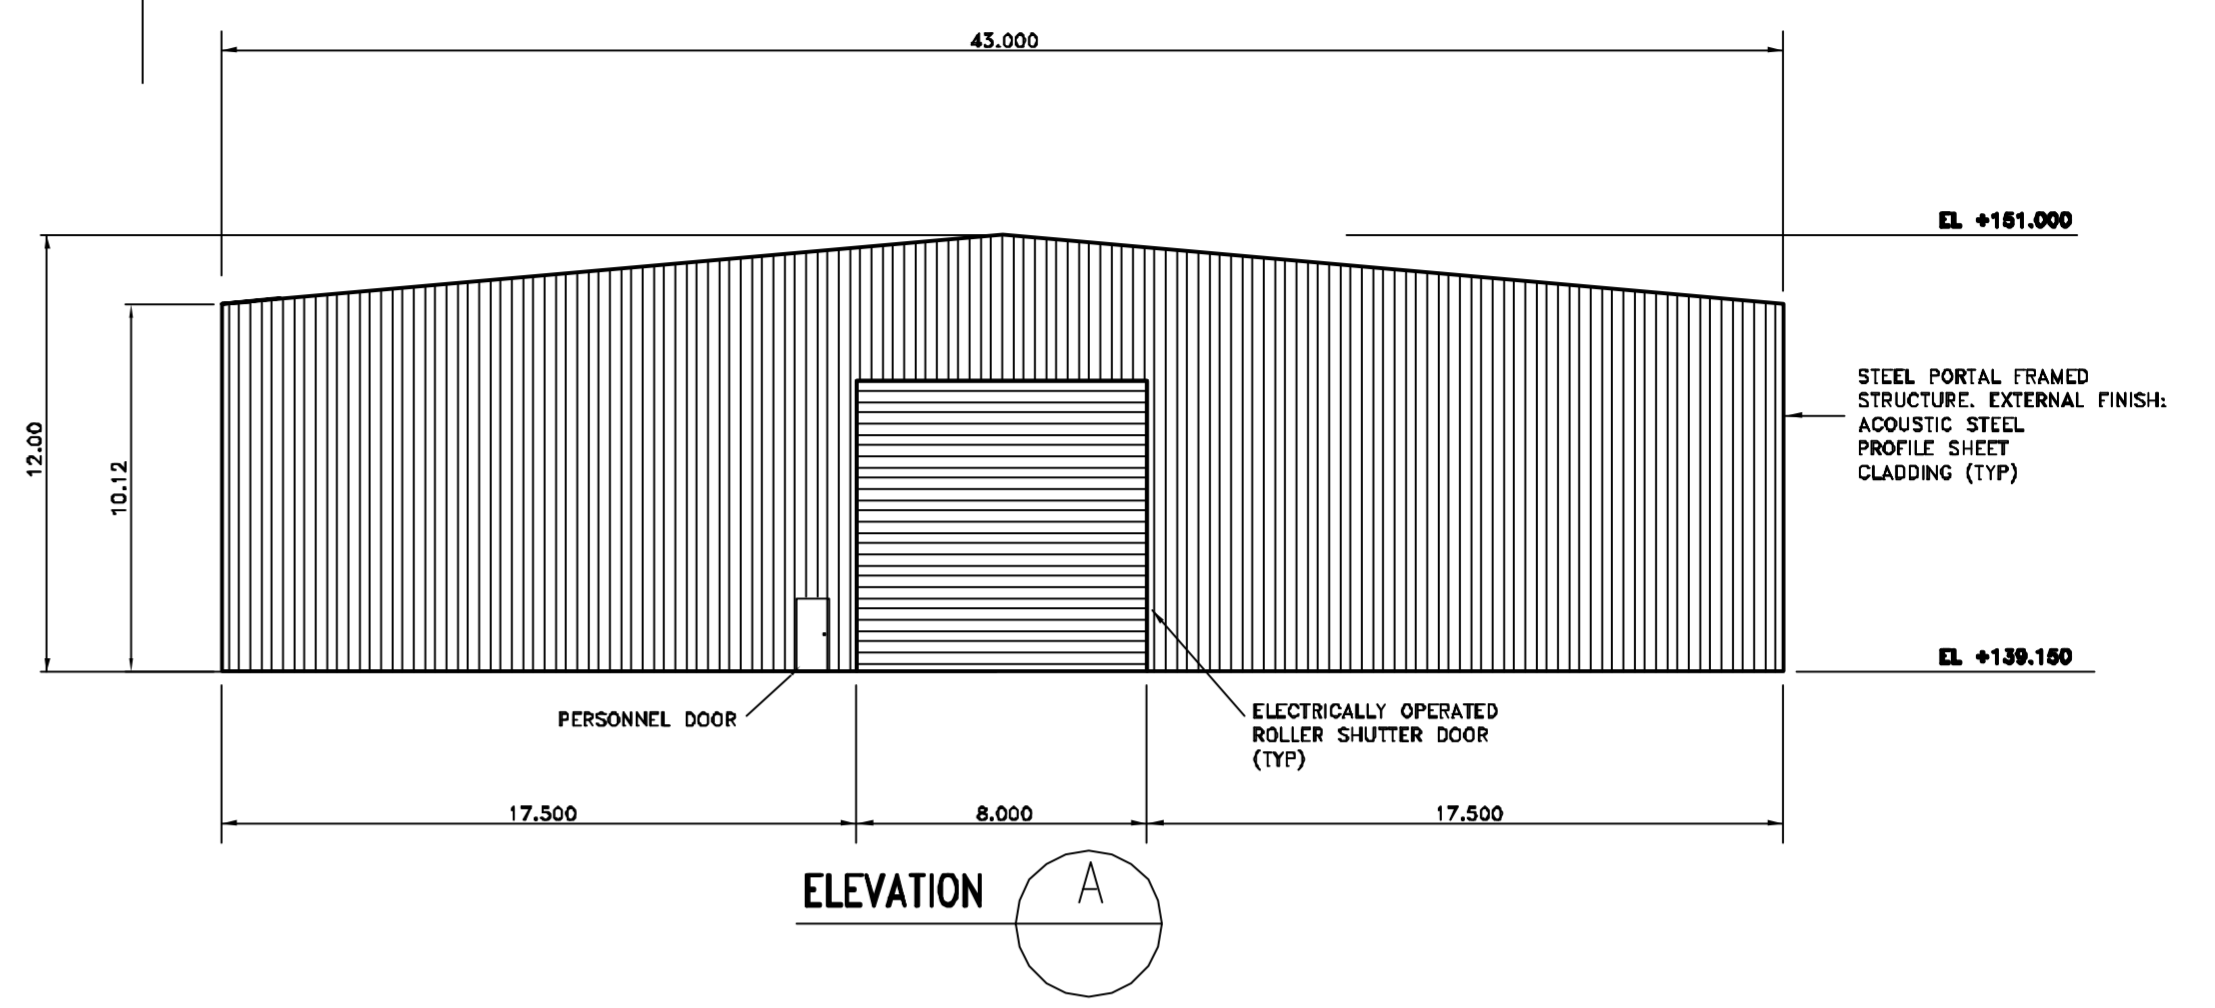 43.000
EL +151.000
12.00
10.12
STEEL PORTAL FRAMED
STRUCTURE. EXTERNAL FINISH:
ACOUSTIC STEEL
PROFILE SHEET
CLADDING (TYP)
EL +139.150
PERSONNEL DOOR
ELECTRICALLY OPERATED
ROLLER SHUTTER DOOR
(TYP)
17.500
8.000
17.500
ELEVATION A